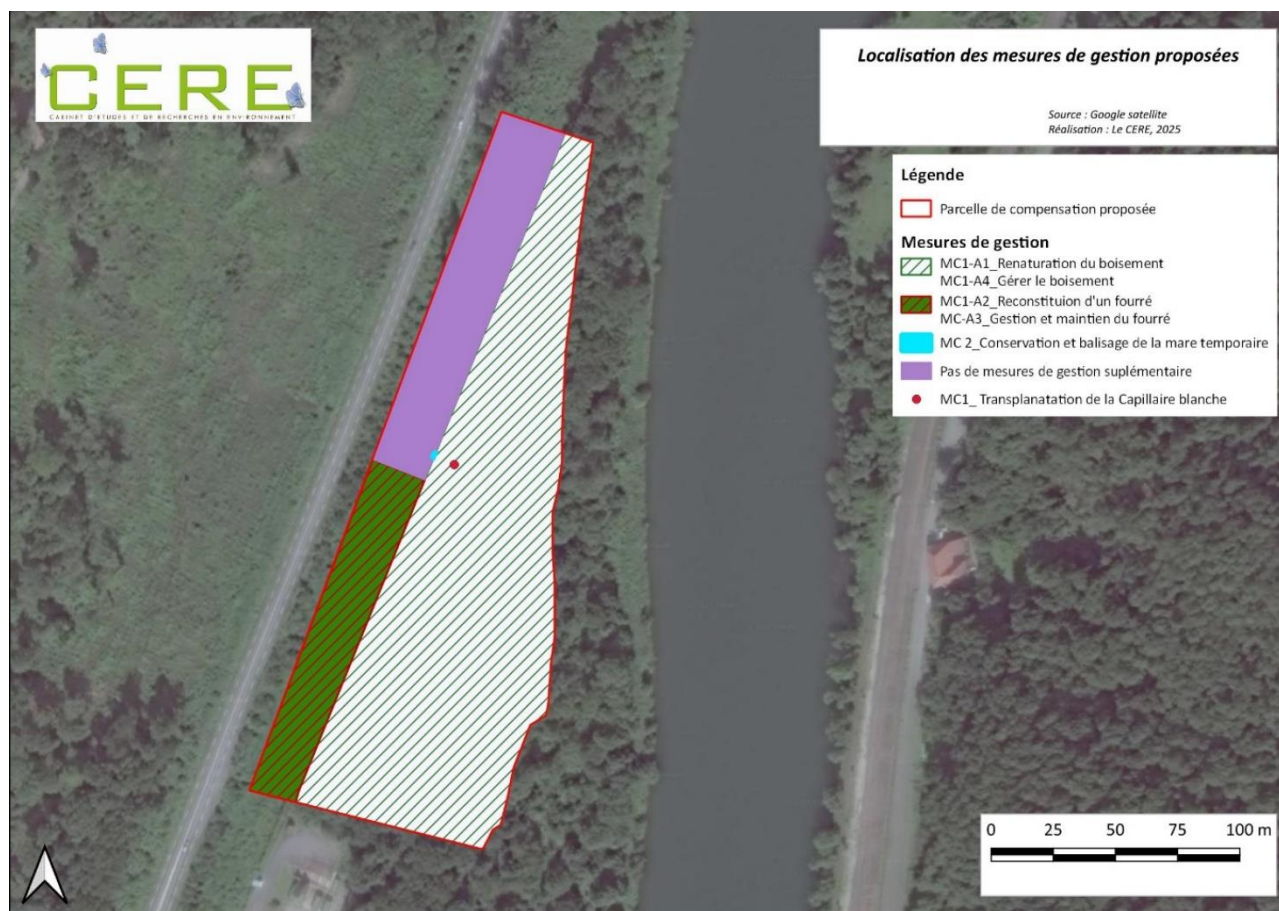 CERE
CABINET D'ETUDES ET DE RECHERCHES EN ENVIRONNEMENT
Localisation des mesures de gestion proposées
Source : Google satellite
Réalisation : Le CERE, 2025
Légende
Parcelle de compensation proposée
Mesures de gestion
MC1-A1_Renaturation du boisement
MC1-A4_Gérer le boisement
MC1-A2_Reconstituion d'un fourré
MC-A3_Gestion et maintien du fourré
MC 2_Conservation et balisage de la mare temporaire
Pas de mesures de gestion suplémentaire
MC1_ Transplanatation de la Capillaire blanche
0 25 50 75 100 m